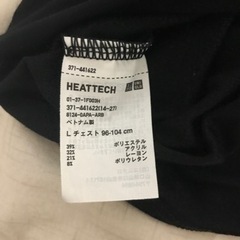 371-441622
HEATTECH
01-37-1F003H
371-441622(14-27)
8124-0APA-ARB
ベトナム製
L チェスト 96-104 cm
39% ポリエステル
32% アクリル
21% レーヨン
8% ポリウレタン